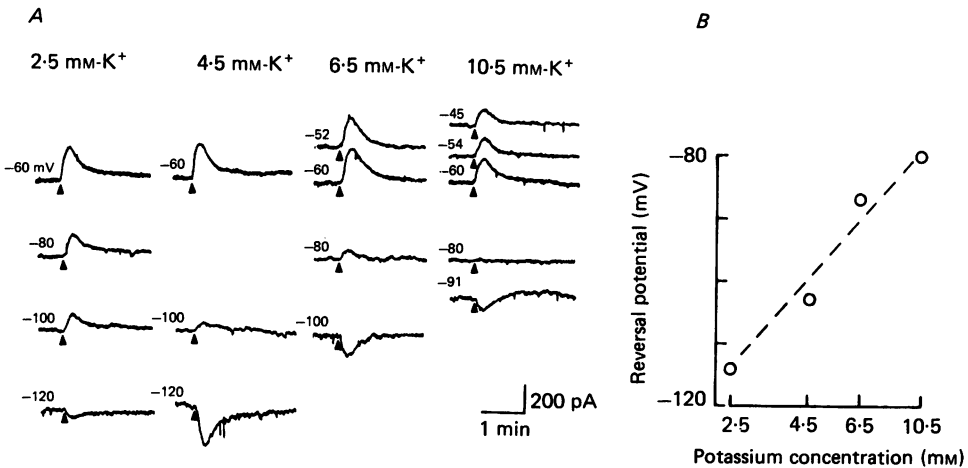 A
2·5 mM-K⁺ 4·5 mM-K⁺ 6·5 mM-K⁺ 10·5 mM-K⁺
-45
-52
-54
-60 mV -60 -60 -60
-80 -80 -80
-91
-100 -100 -100
-120 -120
200 pA
1 min
B
Reversal potential (mV)
-80
-120
2·5 4·5 6·5 10·5
Potassium concentration (mM)